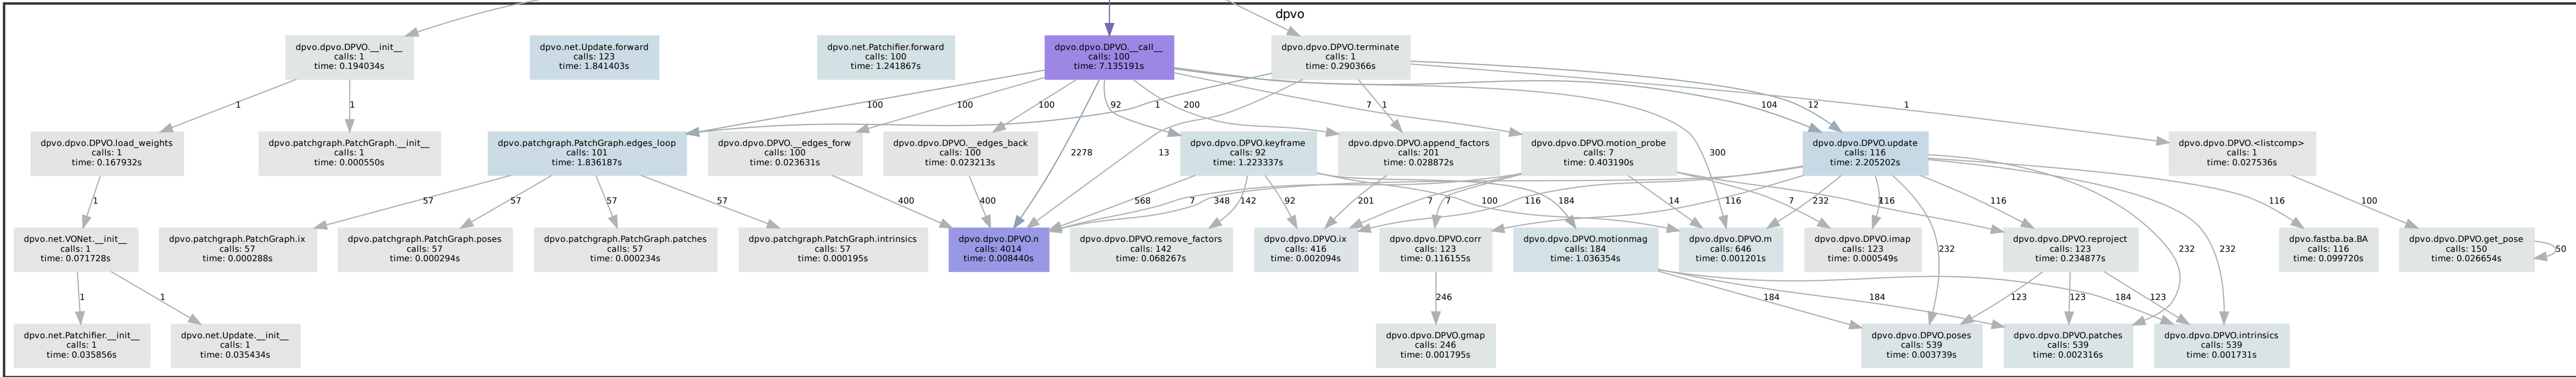 dpvo
dpvo.dpvo.DPVO.__init__
calls: 1
time: 0.194034s
dpvo.net.Update.forward
calls: 123
time: 1.841403s
dpvo.net.Patchifier.forward
calls: 100
time: 1.241867s
dpvo.dpvo.DPVO.__call__
calls: 100
time: 7.135191s
dpvo.dpvo.DPVO.terminate
calls: 1
time: 0.290366s
1
1
100
100
100
92
200
1
7
1
104
12
1
dpvo.dpvo.DPVO.load_weights
calls: 1
time: 0.167932s
dpvo.patchgraph.PatchGraph.__init__
calls: 1
time: 0.000550s
dpvo.patchgraph.PatchGraph.edges_loop
calls: 101
time: 1.836187s
dpvo.dpvo.DPVO.__edges_forw
calls: 100
time: 0.023631s
dpvo.dpvo.DPVO.__edges_back
calls: 100
time: 0.023213s
2278
13
dpvo.dpvo.DPVO.keyframe
calls: 92
time: 1.223337s
dpvo.dpvo.DPVO.append_factors
calls: 201
time: 0.028872s
dpvo.dpvo.DPVO.motion_probe
calls: 7
time: 0.403190s
300
dpvo.dpvo.DPVO.update
calls: 116
time: 2.205202s
dpvo.dpvo.DPVO.<listcomp>
calls: 1
time: 0.027536s
1
57
57
57
57
400
400
568
7
348
142
92
201
7
7
116
100
184
14
116
7
232
116
116
232
232
232
116
100
dpvo.net.VONet.__init__
calls: 1
time: 0.071728s
dpvo.patchgraph.PatchGraph.ix
calls: 57
time: 0.000288s
dpvo.patchgraph.PatchGraph.poses
calls: 57
time: 0.000294s
dpvo.patchgraph.PatchGraph.patches
calls: 57
time: 0.000234s
dpvo.patchgraph.PatchGraph.intrinsics
calls: 57
time: 0.000195s
dpvo.dpvo.DPVO.n
calls: 4014
time: 0.008440s
dpvo.dpvo.DPVO.remove_factors
calls: 142
time: 0.068267s
dpvo.dpvo.DPVO.ix
calls: 416
time: 0.002094s
dpvo.dpvo.DPVO.corr
calls: 123
time: 0.116155s
dpvo.dpvo.DPVO.motionmag
calls: 184
time: 1.036354s
dpvo.dpvo.DPVO.m
calls: 646
time: 0.001201s
dpvo.dpvo.DPVO.imap
calls: 123
time: 0.000549s
dpvo.dpvo.DPVO.reproject
calls: 123
time: 0.234877s
dpvo.fastba.ba.BA
calls: 116
time: 0.099720s
dpvo.dpvo.DPVO.get_pose
calls: 150
time: 0.026654s
50
1
1
246
184
184
184
123
123
123
dpvo.net.Patchifier.__init__
calls: 1
time: 0.035856s
dpvo.net.Update.__init__
calls: 1
time: 0.035434s
dpvo.dpvo.DPVO.gmap
calls: 246
time: 0.001795s
dpvo.dpvo.DPVO.poses
calls: 539
time: 0.003739s
dpvo.dpvo.DPVO.patches
calls: 539
time: 0.002316s
dpvo.dpvo.DPVO.intrinsics
calls: 539
time: 0.001731s